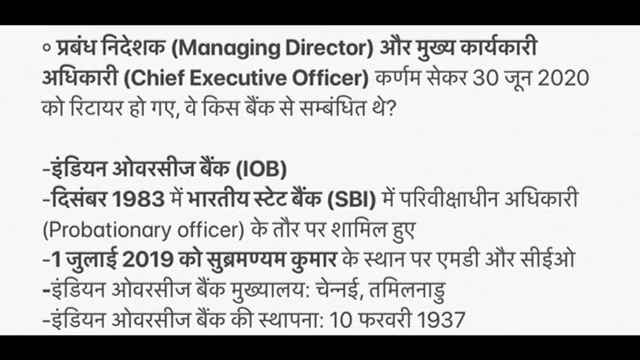 ० प्रबंध निदेशक (Managing Director) और मुख्य कार्यकारी
अधिकारी (Chief Executive Officer) कर्णम सेकर 30 जून 2020
को रिटायर हो गए, वे किस बैंक से सम्बंधित थे?
-इंडियन ओवरसीज बैंक (IOB)
-दिसंबर 1983 में भारतीय स्टेट बैंक (SBI) में परिवीक्षाधीन अधिकारी
(Probationary officer) के तौर पर शामिल हुए
-1 जुलाई 2019 को सुब्रमण्यम कुमार के स्थान पर एमडी और सीईओ
-इंडियन ओवरसीज बैंक मुख्यालय: चेन्नई, तमिलनाडु
-इंडियन ओवरसीज बैंक की स्थापना: 10 फरवरी 1937